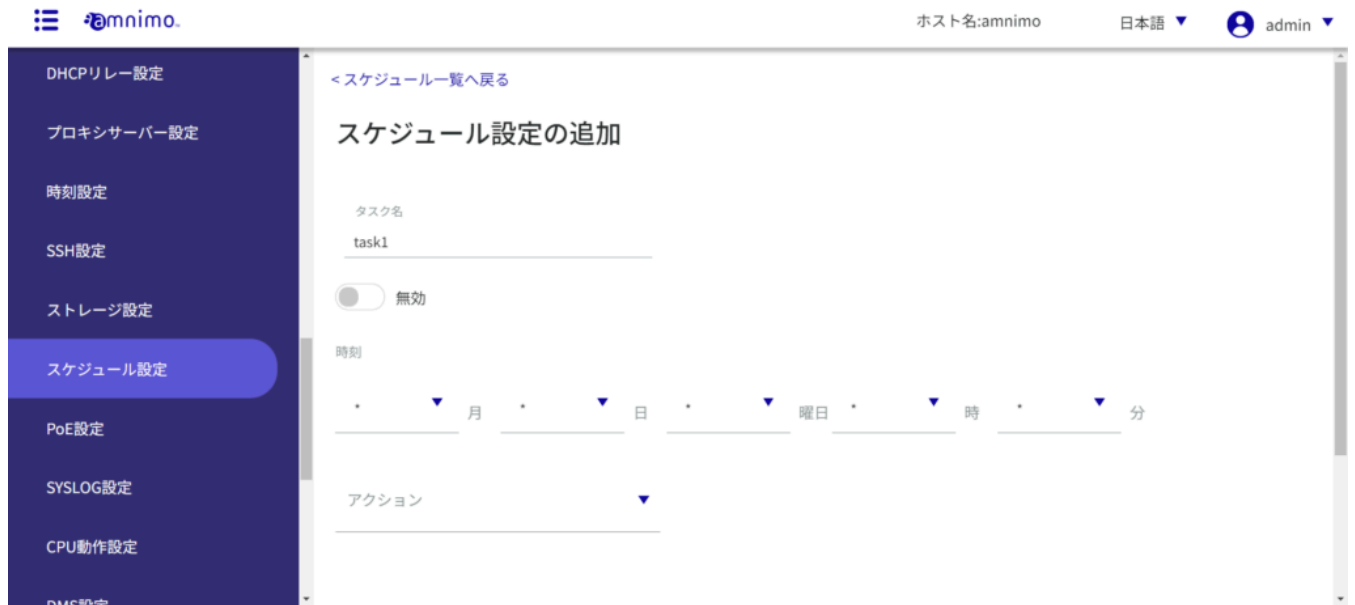 amnimo
ホスト名:amnimo
日本語
admin
DHCPリレー設定
プロキシサーバー設定
時刻設定
SSH設定
ストレージ設定
スケジュール設定
PoE設定
SYSLOG設定
CPU動作設定
DMS設定
< スケジュール一覧へ戻る
スケジュール設定の追加
タスク名
task1
無効
時刻
* 月 * 日 * 曜日 * 時 * 分
アクション